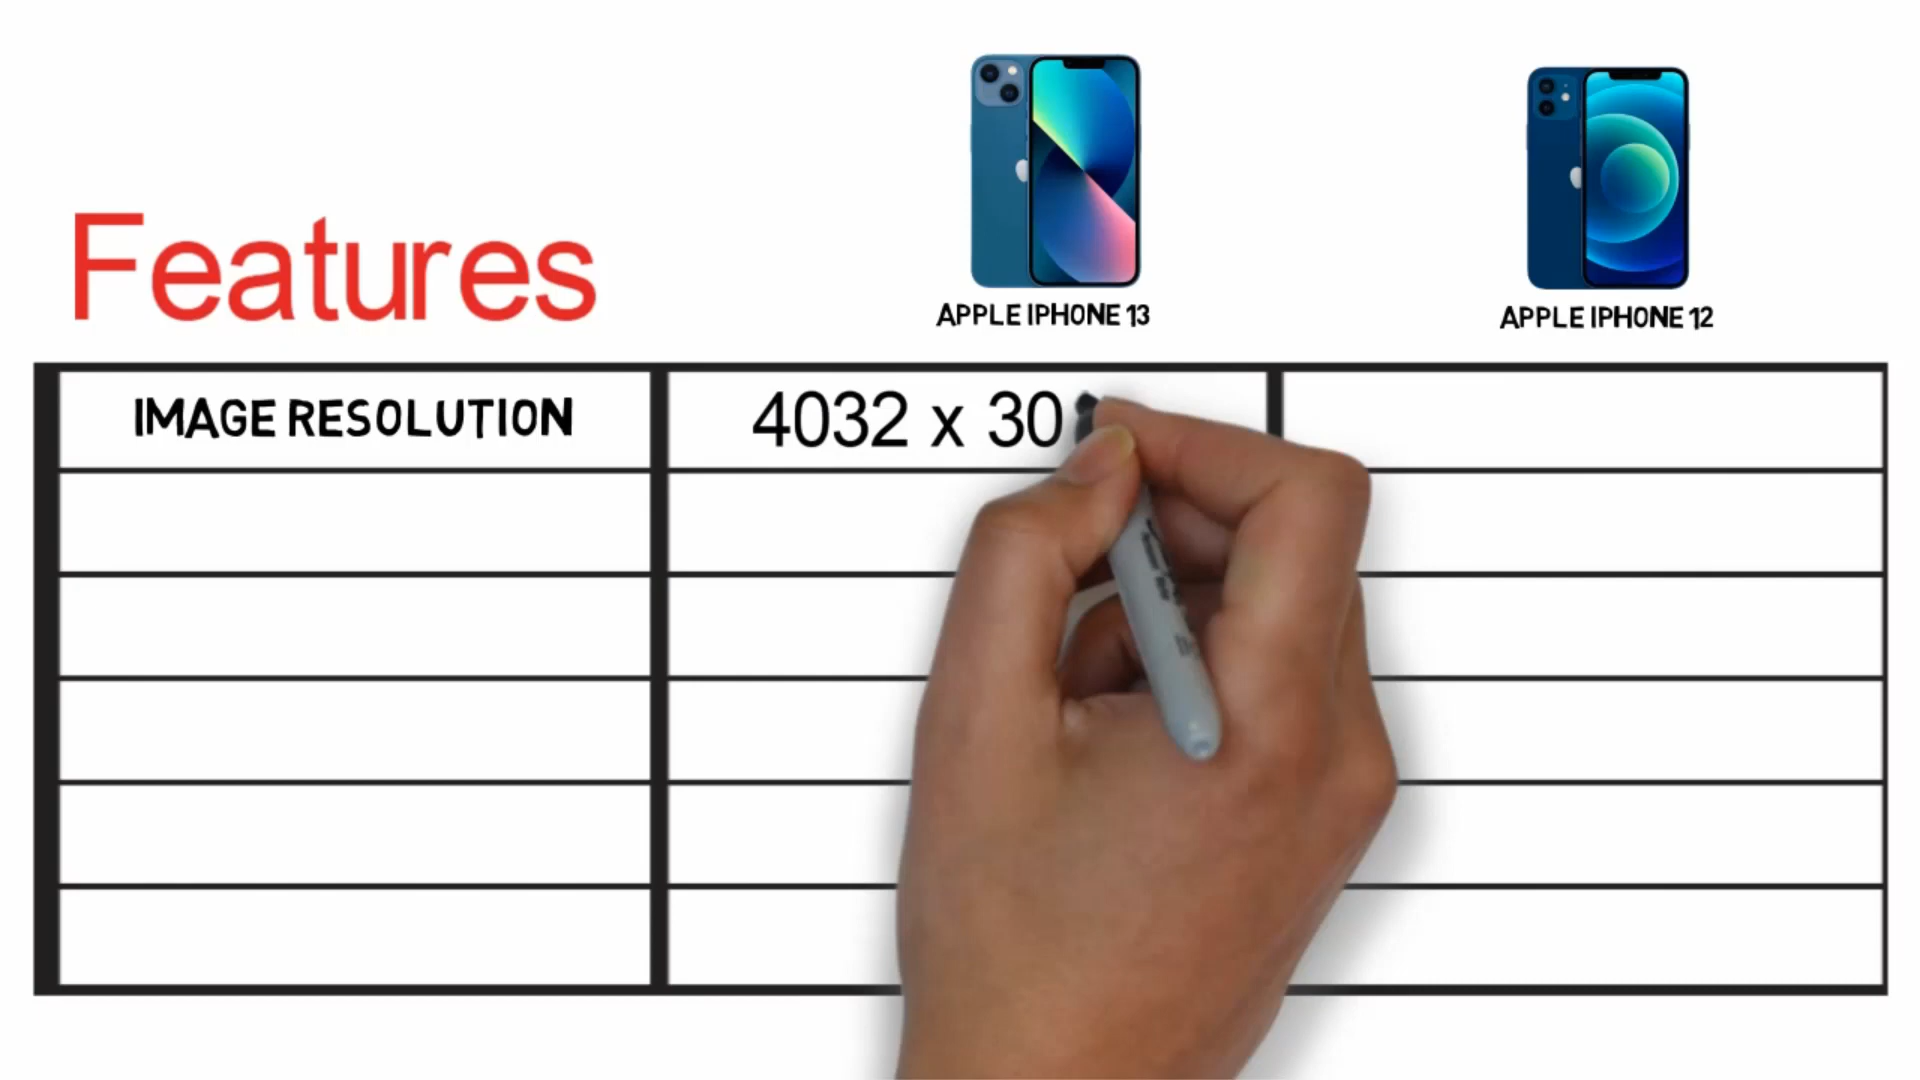 Features
APPLE IPHONE 13
APPLE IPHONE 12
IMAGE RESOLUTION
4032 x 30